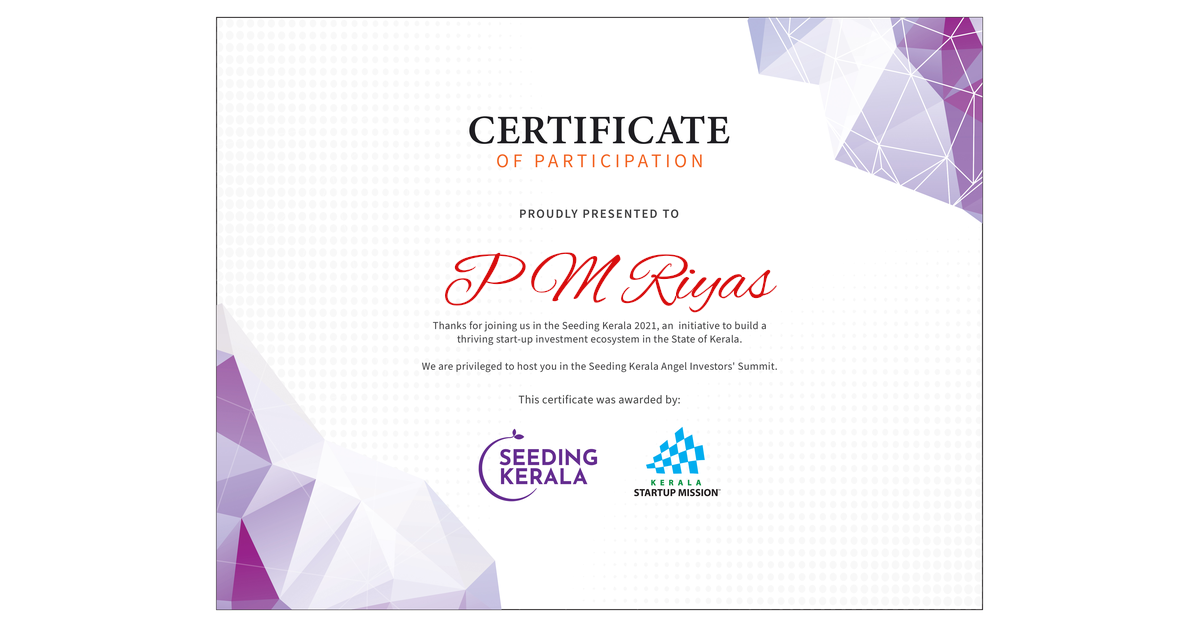 CERTIFICATE
OF PARTICIPATION
PROUDLY PRESENTED TO
P M Riyas
Thanks for joining us in the Seeding Kerala 2021, an  initiative to build a
thriving start-up investment ecosystem in the State of Kerala.
We are privileged to host you in the Seeding Kerala Angel Investors' Summit.
This certificate was awarded by:
SEEDING
KERALA
KERALA
STARTUP MISSION